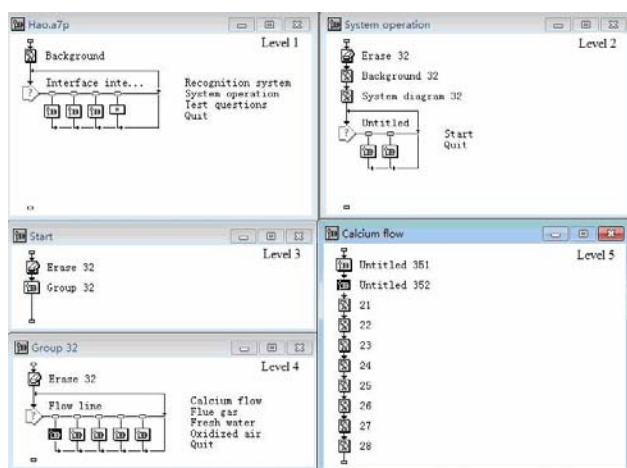 Hao.a7p
Level 1
Background
Interface inte...
?
Recognition system
System operation
Test questions
Quit
System operation
Level 2
Erase 32
Background 32
System diagram 32
Untitled
?
Start
Quit
Start
Level 3
Erase 32
Group 32
Group 32
Level 4
Erase 32
Flow line
?
Calcium flow
Flue gas
Fresh water
Oxidized air
Quit
Calcium flow
Level 5
Untitled 351
Untitled 352
21
22
23
24
25
26
27
28